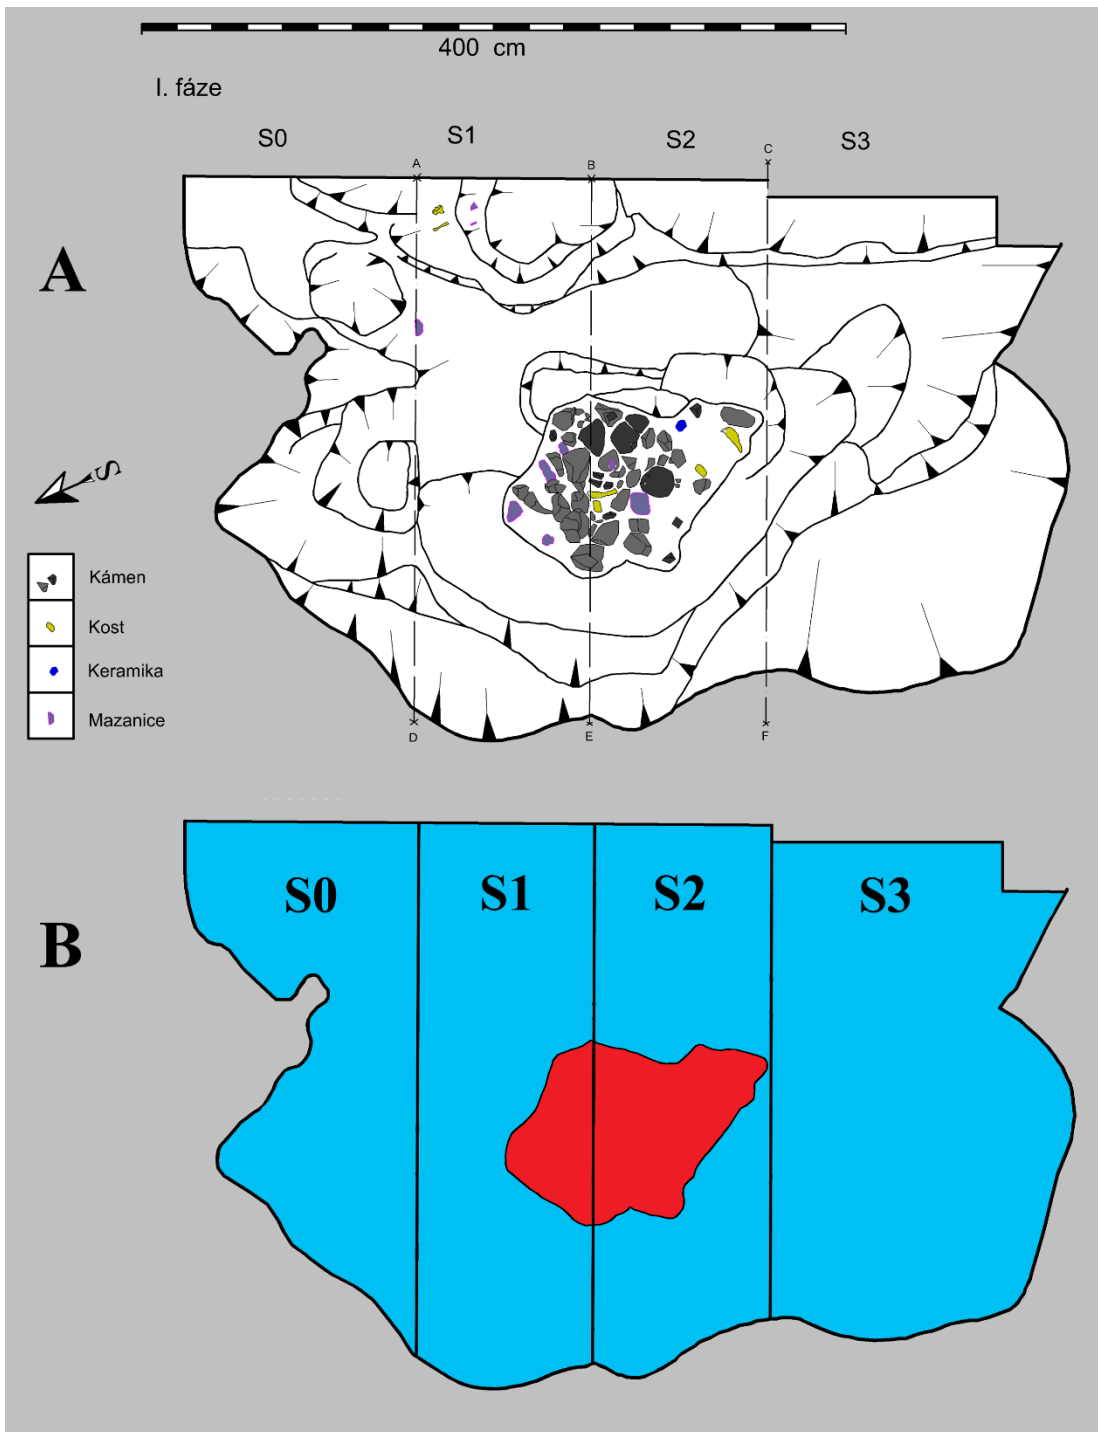 400 cm
I. fáze
S0 S1 S2 S3
A B C
A
S
Kámen
Kost
Keramika
Mazanice
D E F
B
S0 S1 S2 S3